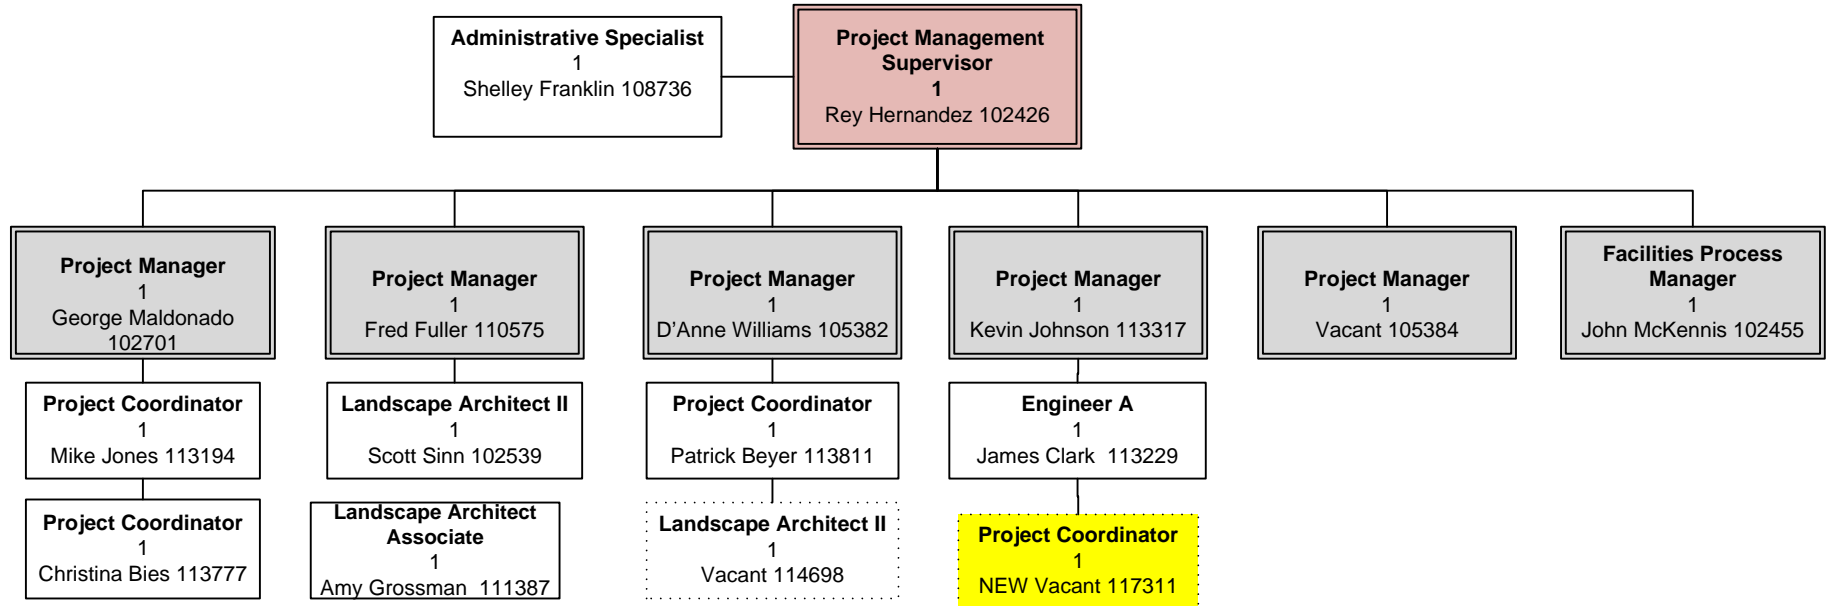 Administrative Specialist
1
Shelley Franklin 108736
Project Management
Supervisor
1
Rey Hernandez 102426
Project Manager
1
George Maldonado
102701
Project Manager
1
Fred Fuller 110575
Project Manager
1
D’Anne Williams 105382
Project Manager
1
Kevin Johnson 113317
Project Manager
1
Vacant 105384
Facilities Process
Manager
1
John McKennis 102455
Project Coordinator
1
Mike Jones 113194
Landscape Architect II
1
Scott Sinn 102539
Project Coordinator
1
Patrick Beyer 113811
Engineer A
1
James Clark  113229
Project Coordinator
1
Christina Bies 113777
Landscape Architect
Associate
1
Amy Grossman  111387
Landscape Architect II
1
Vacant 114698
Project Coordinator
1
NEW Vacant 117311